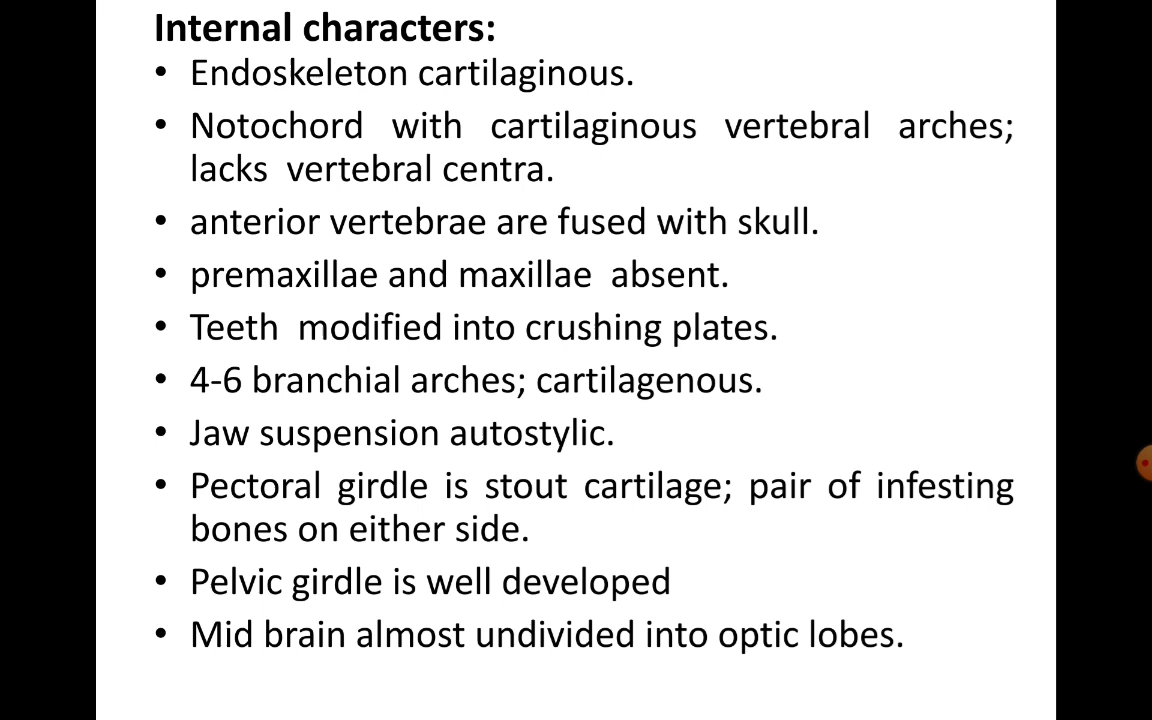 Internal characters:
• Endoskeleton cartilaginous.
• Notochord with cartilaginous vertebral arches;
lacks vertebral centra.
• anterior vertebrae are fused with skull.
• premaxillae and maxillae absent.
• Teeth modified into crushing plates.
• 4-6 branchial arches; cartilagenous.
• Jaw suspension autostylic.
• Pectoral girdle is stout cartilage; pair of infesting
bones on either side.
• Pelvic girdle is well developed
• Mid brain almost undivided into optic lobes.